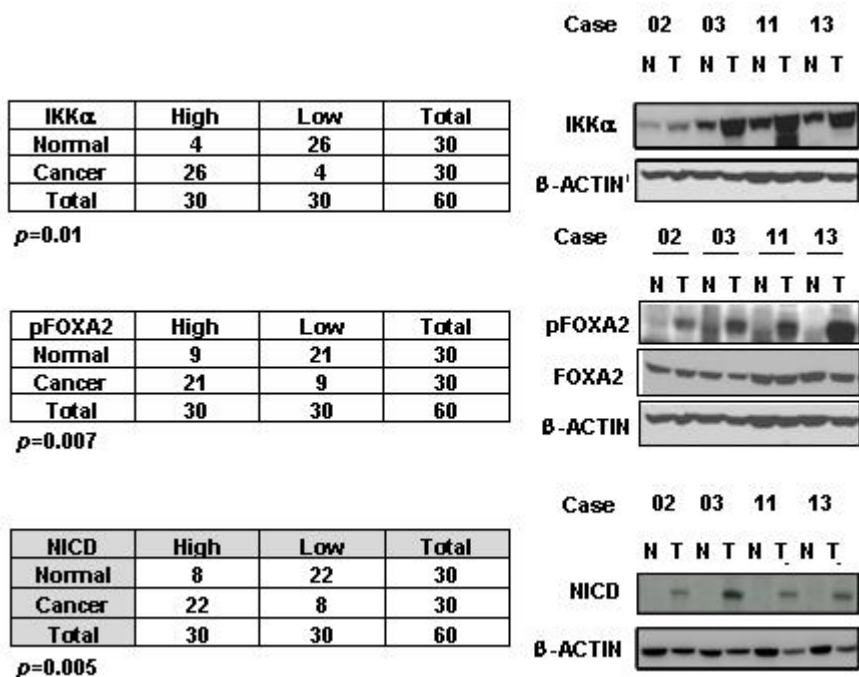 Case 02 03 11 13
N T N T N T N T
IKKα High Low Total
Normal 4 26 30
Cancer 26 4 30
Total 30 30 60
p=0.01
IKKα
β-ACTIN'
Case 02 03 11 13
N T N T N T N T
pFOXA2 High Low Total
Normal 9 21 30
Cancer 21 9 30
Total 30 30 60
p=0.007
pFOXA2
FOXA2
β-ACTIN
Case 02 03 11 13
N T N T N T N T
NICD High Low Total
Normal 8 22 30
Cancer 22 8 30
Total 30 30 60
p=0.005
NICD
β-ACTIN